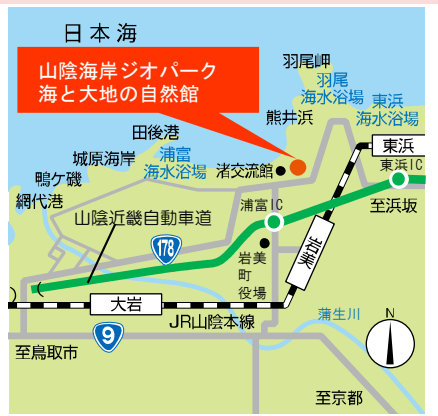 日本海
山陰海岸ジオパーク
海と大地の自然館
羽尾岬
羽尾
海水浴場
東浜
海水浴場
熊井浜
田後港
東浜
浦富
海水浴場
渚交流館
城原海岸
東浜IC
鴨ケ磯
網代港
至浜坂
浦富IC
山陰近畿自動車道
178
岩美
岩美
町
役場
大岩
JR山陰本線
蒲生川
N
9
至鳥取市
至京都